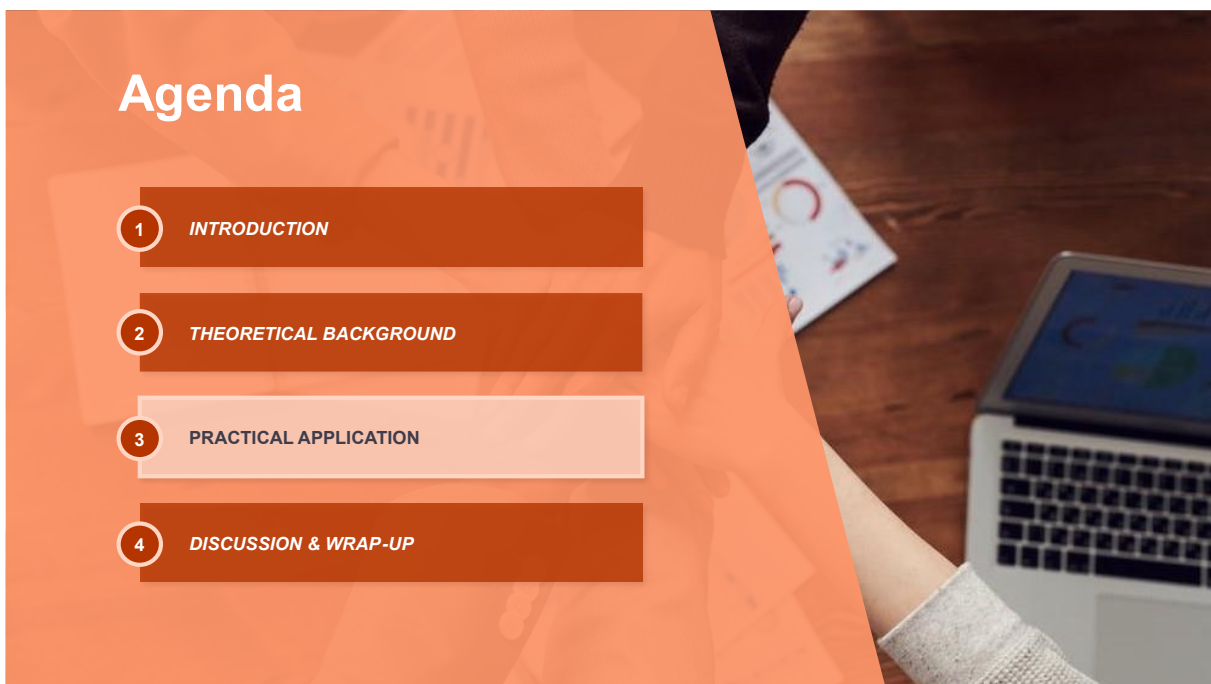 Agenda
1 INTRODUCTION
2 THEORETICAL BACKGROUND
3 PRACTICAL APPLICATION
4 DISCUSSION & WRAP-UP